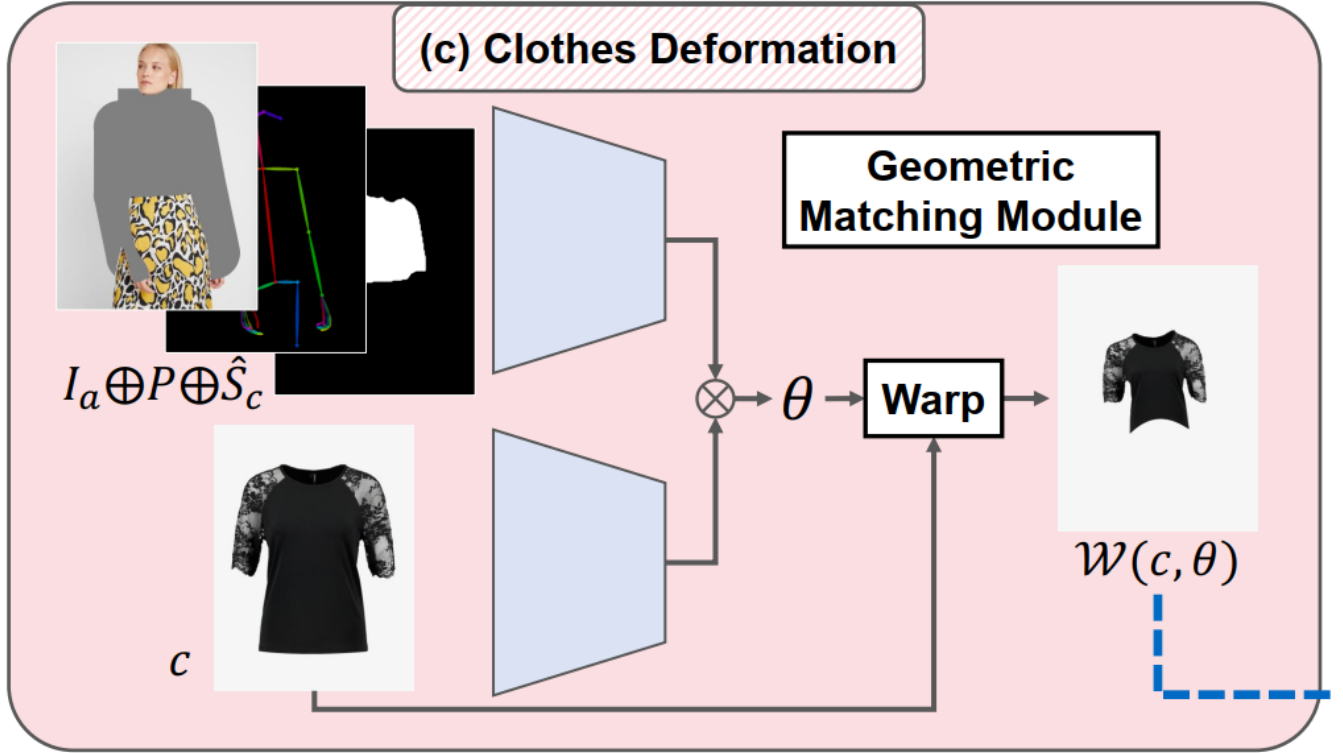 (c) Clothes Deformation
Geometric
Matching Module
I_a⊕P⊕Ŝ_c
θ
Warp
c
𝒲(c, θ)